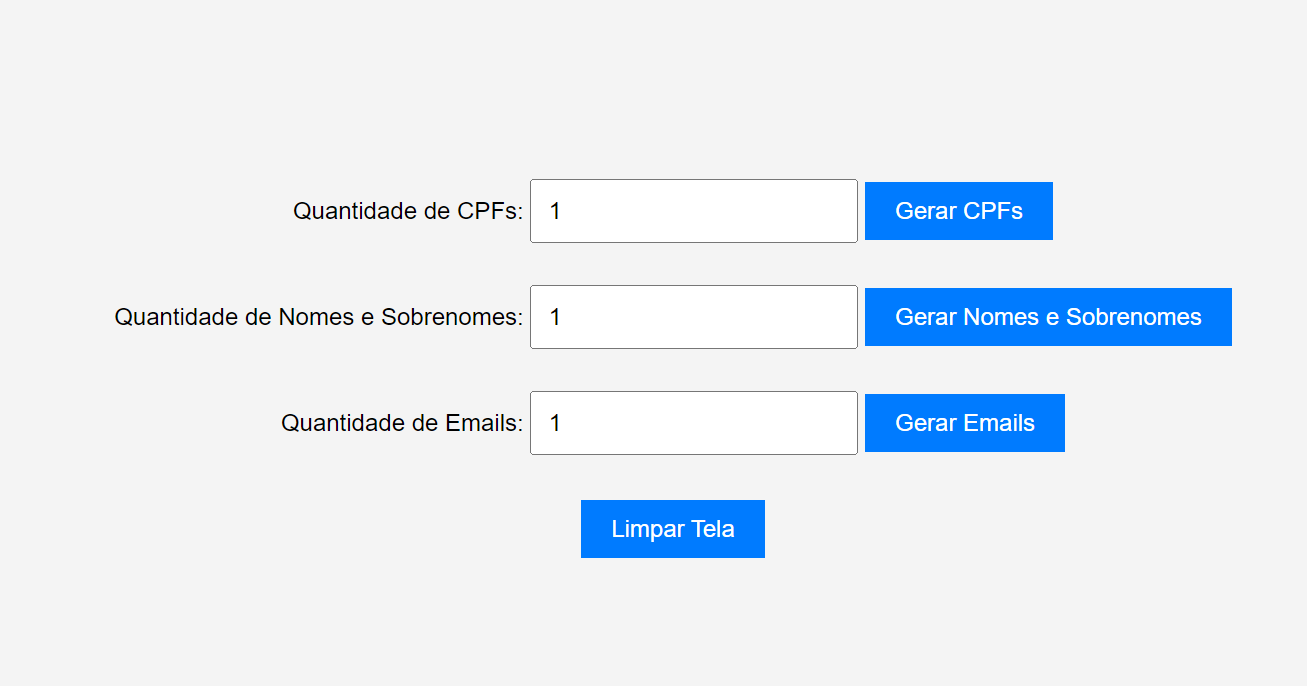 Quantidade de CPFs: 1 Gerar CPFs
Quantidade de Nomes e Sobrenomes: 1 Gerar Nomes e Sobrenomes
Quantidade de Emails: 1 Gerar Emails
Limpar Tela